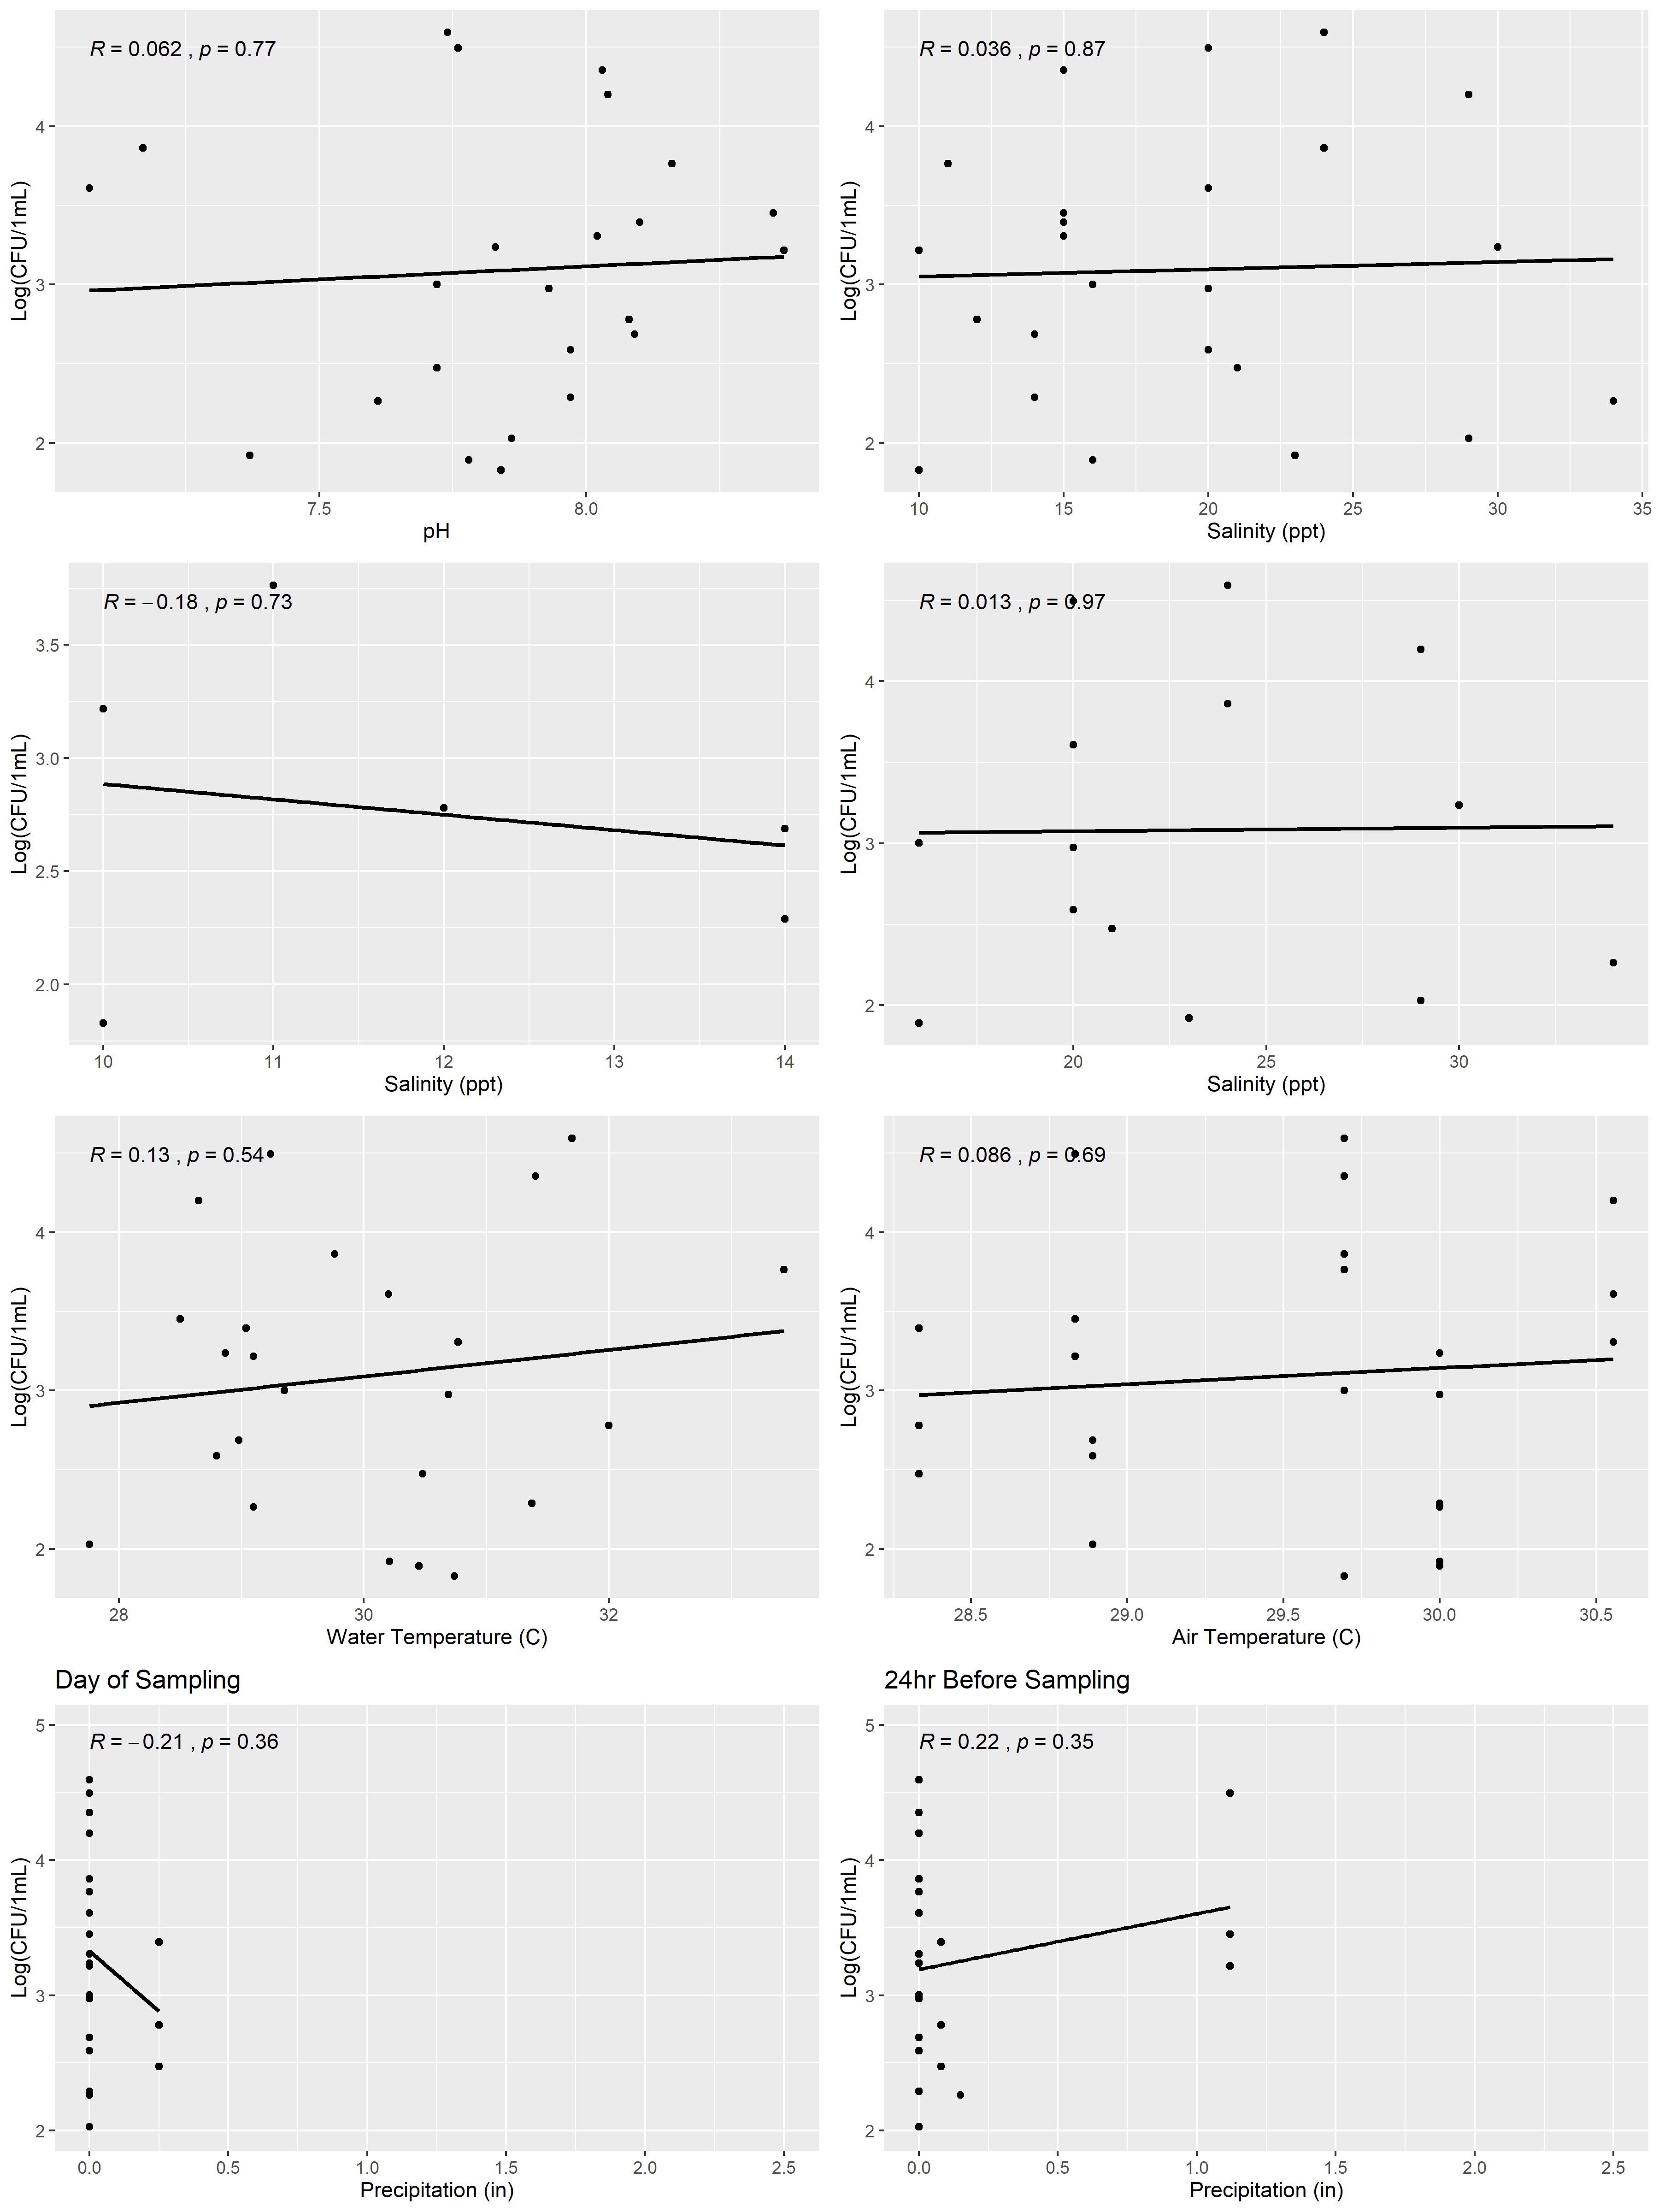 R = 0.062 , p = 0.77
Log(CFU/1mL)
4
3
2
7.5 8.0
pH
R = 0.036 , p = 0.87
Log(CFU/1mL)
4
3
2
10 15 20 25 30 35
Salinity (ppt)
R = −0.18 , p = 0.73
Log(CFU/1mL)
3.5
3.0
2.5
2.0
10 11 12 13 14
Salinity (ppt)
R = 0.013 , p = 0.97
Log(CFU/1mL)
4
3
2
20 25 30
Salinity (ppt)
R = 0.13 , p = 0.54
Log(CFU/1mL)
4
3
2
28 30 32
Water Temperature (C)
R = 0.086 , p = 0.69
Log(CFU/1mL)
4
3
2
28.5 29.0 29.5 30.0 30.5
Air Temperature (C)
Day of Sampling
R = −0.21 , p = 0.36
Log(CFU/1mL)
5
4
3
2
0.0 0.5 1.0 1.5 2.0 2.5
Precipitation (in)
24hr Before Sampling
R = 0.22 , p = 0.35
Log(CFU/1mL)
5
4
3
2
0.0 0.5 1.0 1.5 2.0 2.5
Precipitation (in)